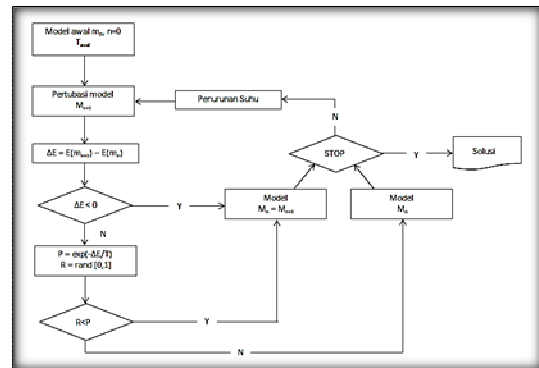 Model awal m₀, n=0
T_awal
Pertubasi model
M_n+1
Penurunan Suhu
N
ΔE = E(m_n+1) – E(m_n)
STOP
Y
Solusi
ΔE < 0
Y
Model
M_n = M_n+1
Model
M_n
N
P = exp(-ΔE/T)
R = rand [0,1]
R<P
Y
N